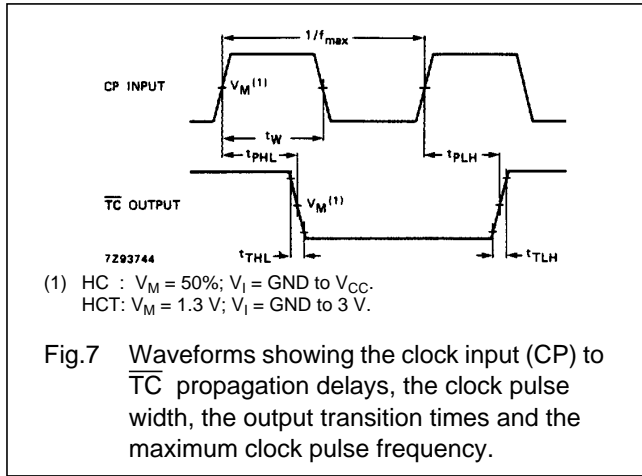 1/fmax
CP INPUT
VM(1)
tW
tPHL
tPLH
TC OUTPUT
VM(1)
7Z93744
tTHL
tTLH
(1) HC : VM = 50%; VI = GND to VCC.
HCT: VM = 1.3 V; VI = GND to 3 V.
Fig.7 Waveforms showing the clock input (CP) to
TC propagation delays, the clock pulse
width, the output transition times and the
maximum clock pulse frequency.